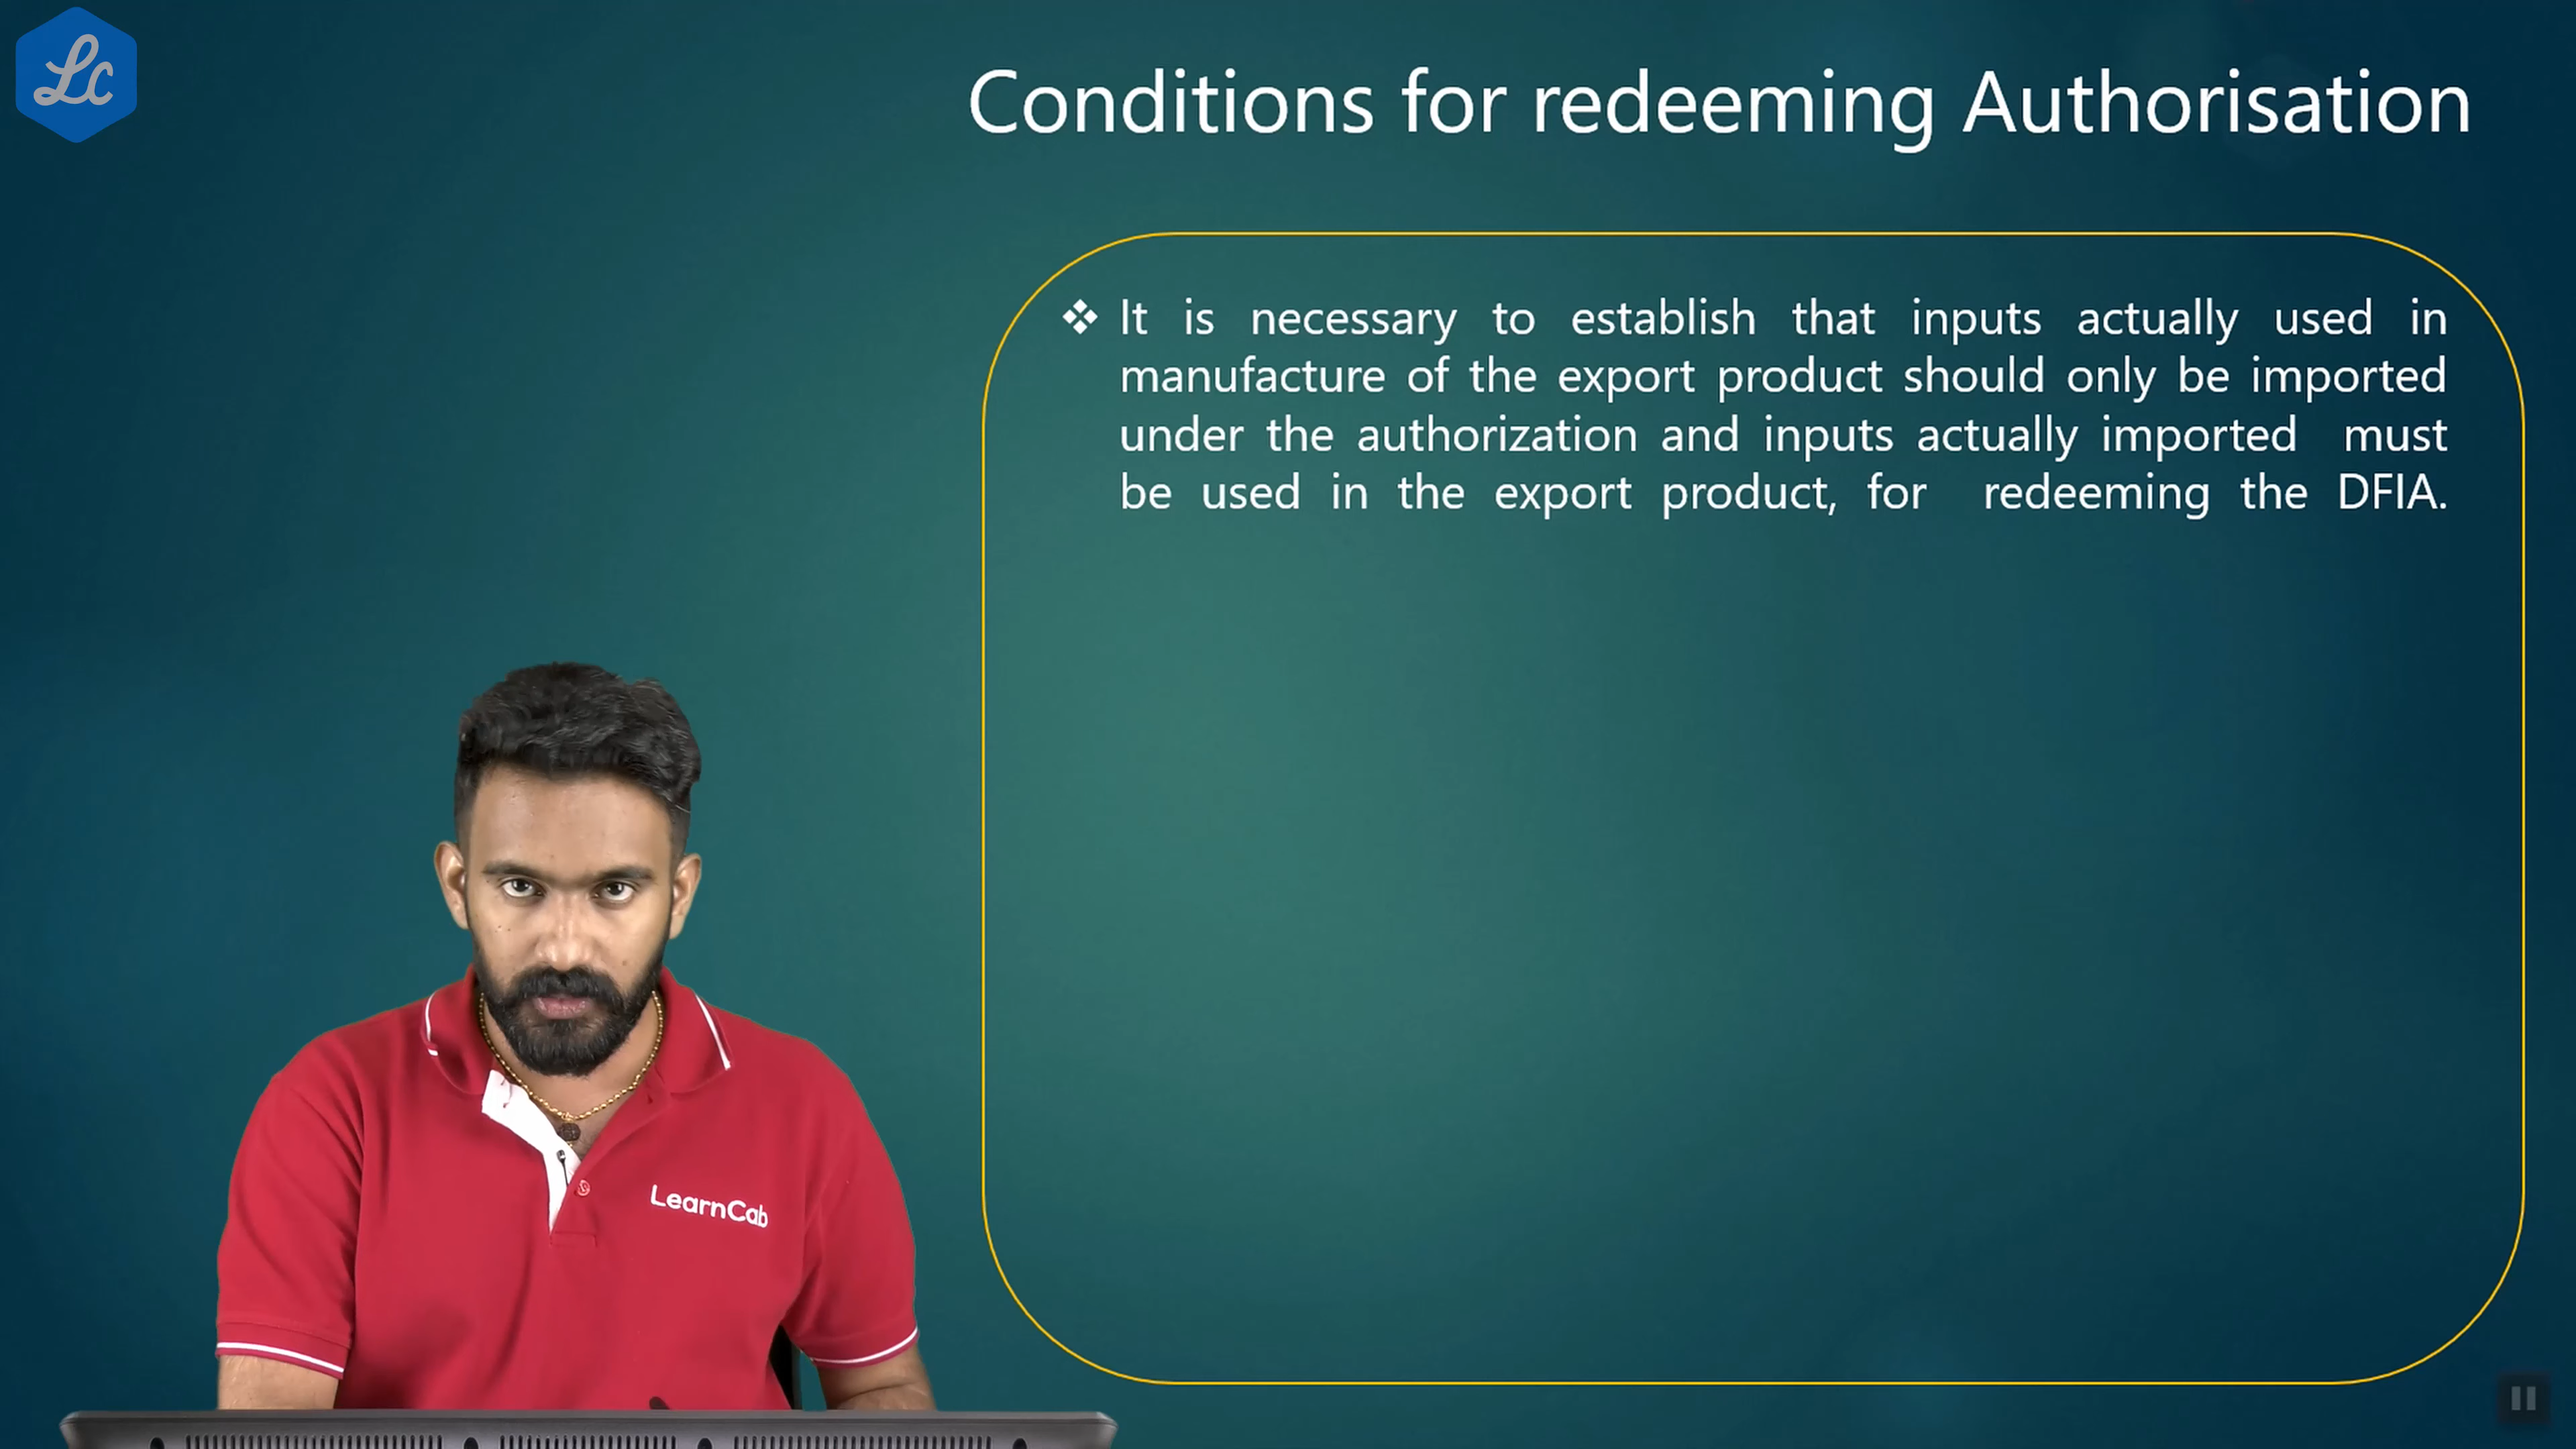 Lc
Conditions for redeeming Authorisation
❖ It is necessary to establish that inputs actually used in
manufacture of the export product should only be imported
under the authorization and inputs actually imported must
be used in the export product, for redeeming the DFIA.
LearnCab